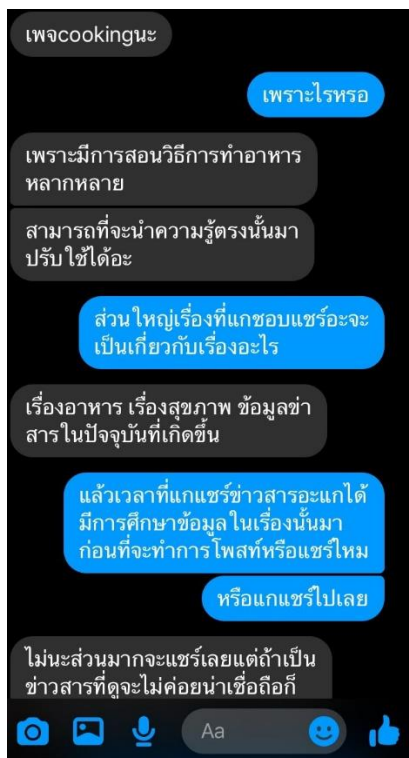 เพจcookingนะ
เพราะไรหรอ
เพราะมีการสอนวิธีการทำอาหาร
หลากหลาย
สามารถที่จะนำความรู้ตรงนั้นมา
ปรับใช้ได้อะ
ส่วนใหญ่เรื่องที่แกชอบแชร์อะจะ
เป็นเกี่ยวกับเรื่องอะไร
เรื่องอาหาร เรื่องสุขภาพ ข้อมูลข่า
สารในปัจจุบันที่เกิดขึ้น
แล้วเวลาที่แกแชร์ข่าวสารอะแกได้
มีการศึกษาข้อมูลในเรื่องนั้นมา
ก่อนที่จะทำการโพสท์หรือแชร์ไหม
หรือแกแชร์ไปเลย
ไม่นะส่วนมากจะแชร์เลยแต่ถ้าเป็น
ข่าวสารที่ดูจะไม่ค่อยน่าเชื่อถือก็
Aa